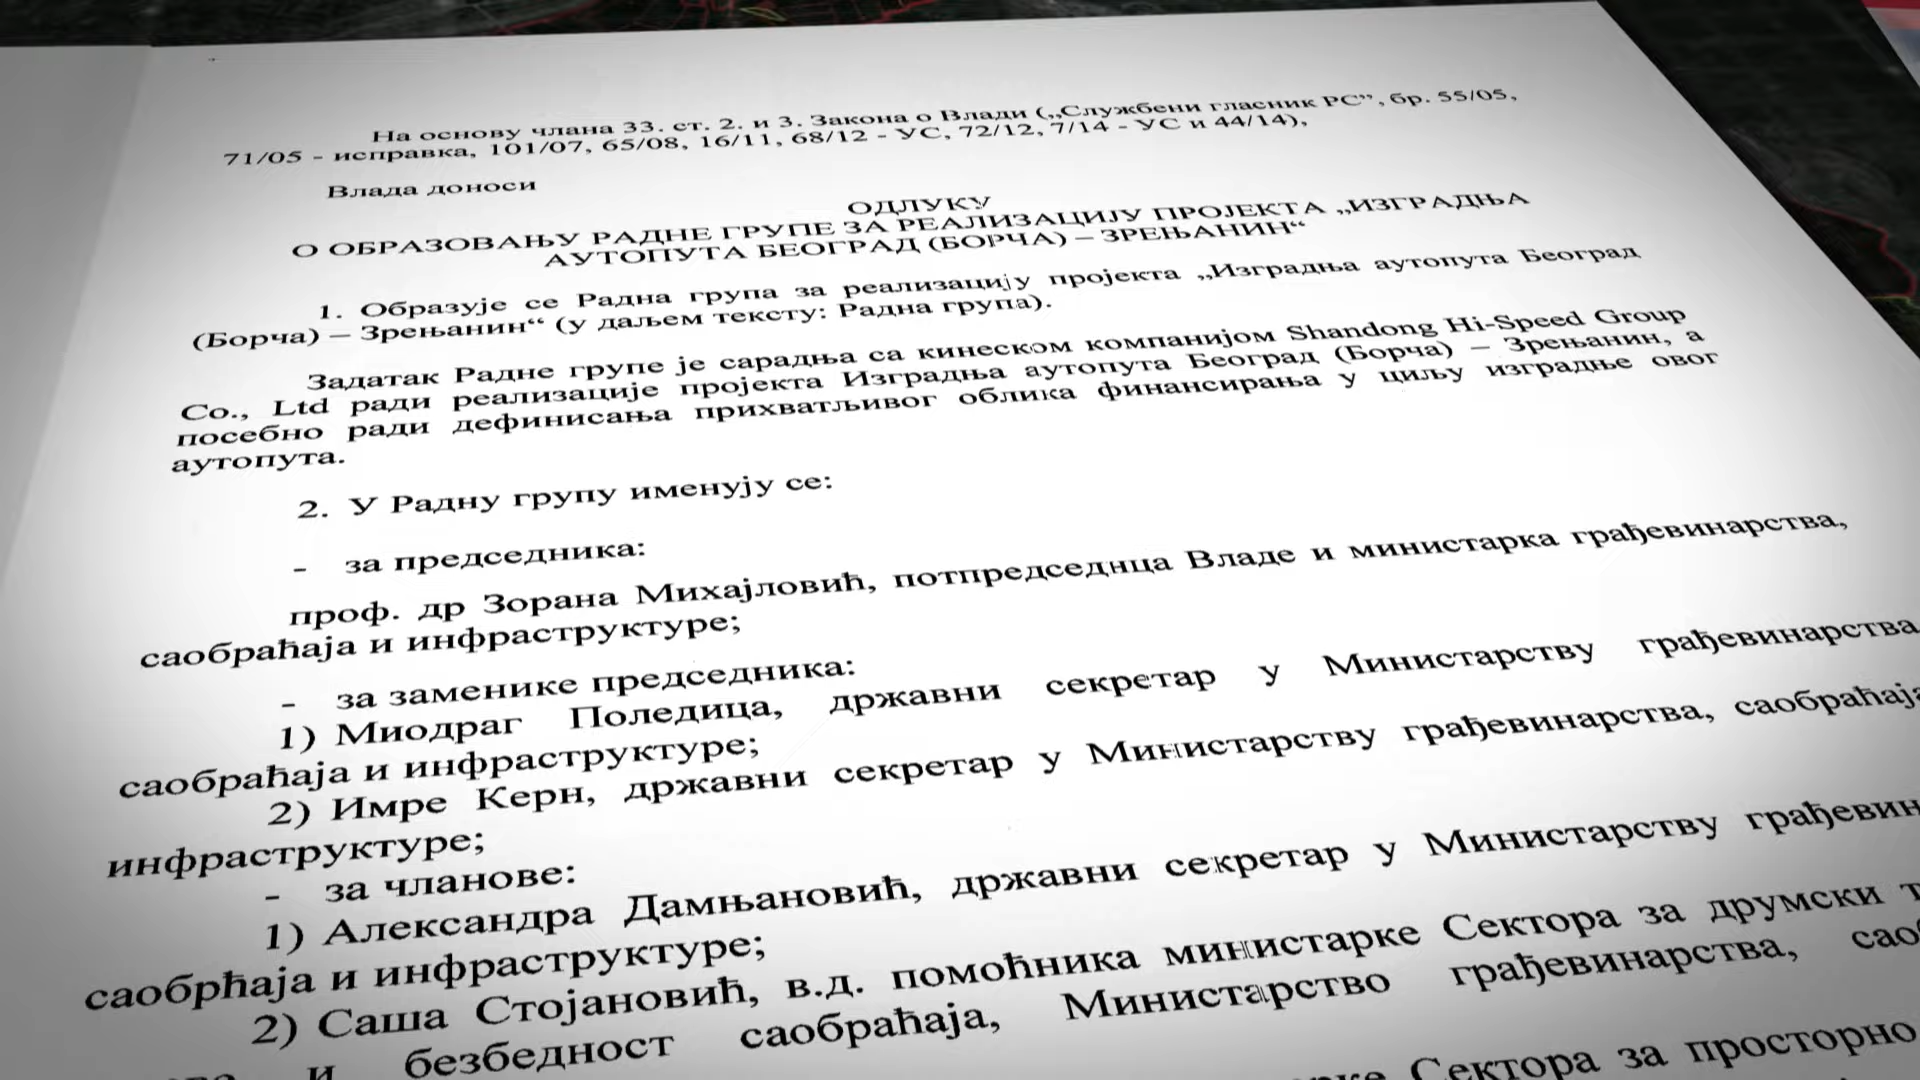 На основу члана 33. ст. 2. и 3. Закона о Влади („Службени гласник РС”, бр. 55/05,
71/05 - исправка, 101/07, 65/08, 16/11, 68/12 - УС, 72/12, 7/14 - УС и 44/14),
Влада доноси
ОДЛУКУ
О ОБРАЗОВАЊУ РАДНЕ ГРУПЕ ЗА РЕАЛИЗАЦИЈУ ПРОЈЕКТА „ИЗГРАДЊА
АУТОПУТА БЕОГРАД (БОРЧА) – ЗРЕЊАНИН“
1. Образује се Радна група за реализацију пројекта „Изградња аутопута Београд
(Борча) – Зрењанин“ (у даљем тексту: Радна група).
Задатак Радне групе је сарадња са кинеском компанијом Shandong Hi-Speed Group
Co., Ltd ради реализације пројекта Изградња аутопута Београд (Борча) – Зрењанин, а
посебно ради дефинисања прихватљивог облика финансирања у циљу изградње овог
аутопута.
2. У Радну групу именују се:
- за председника:
проф. др Зорана Михајловић, потпредседнца Владе и министарка грађевинарства,
саобраћаја и инфраструктуре;
- за заменике председника:
1) Миодраг Поледица, државни секретар у Министарству грађевинарства,
саобраћаја и инфраструктуре;
2) Имре Керн, државни секретар у Министарству грађевинарства, саобраћаја
инфраструктуре;
- за чланове:
1) Александра Дамњановић, државни секретар у Министарству грађевин
саобрћаја и инфраструктуре;
2) Саша Стојановић, в.д. помоћника министарке Сектора за друмски т
и безбедност саобраћаја, Министарство грађевинарства, сао
Сектора за просторно